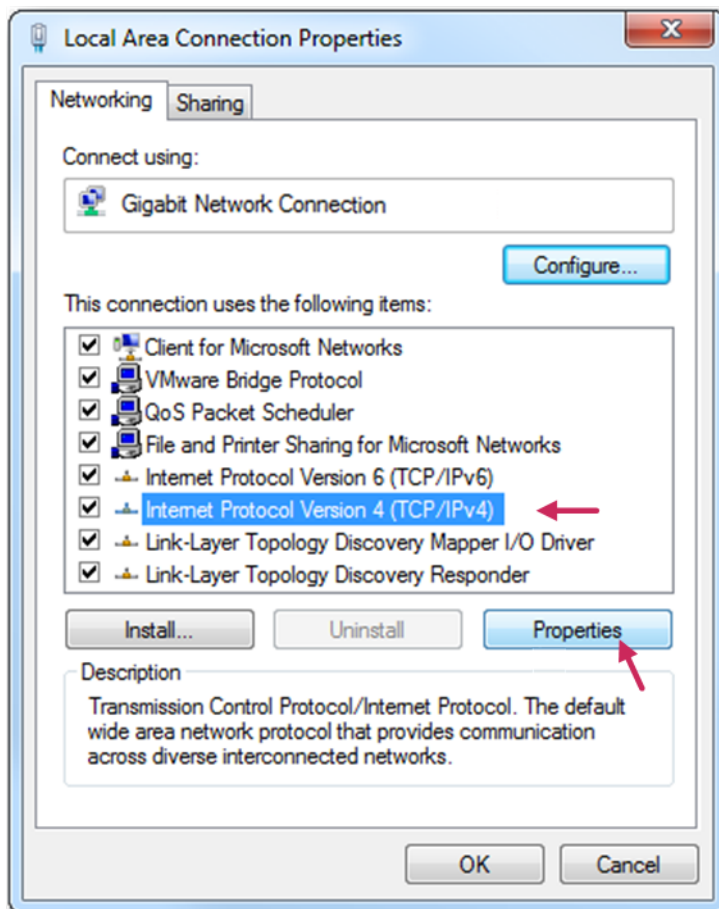 Local Area Connection Properties
Networking
Sharing
Connect using:
Gigabit Network Connection
Configure...
This connection uses the following items:
Client for Microsoft Networks
VMware Bridge Protocol
QoS Packet Scheduler
File and Printer Sharing for Microsoft Networks
Internet Protocol Version 6 (TCP/IPv6)
Internet Protocol Version 4 (TCP/IPv4)
Link-Layer Topology Discovery Mapper I/O Driver
Link-Layer Topology Discovery Responder
Install...
Uninstall
Properties
Description
Transmission Control Protocol/Internet Protocol. The default
wide area network protocol that provides communication
across diverse interconnected networks.
OK
Cancel